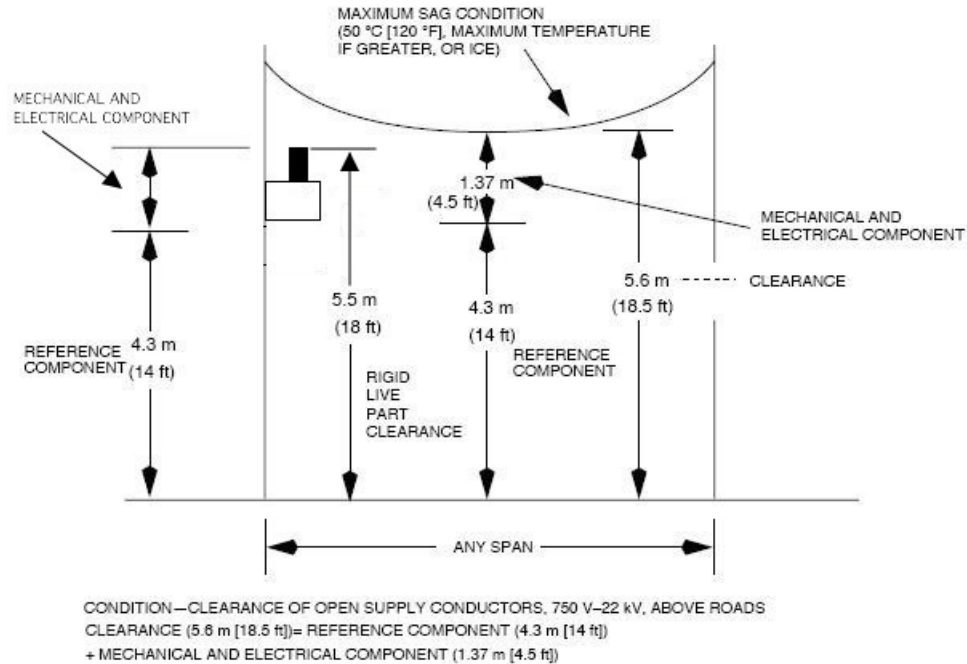 MAXIMUM SAG CONDITION
(50 °C [120 °F], MAXIMUM TEMPERATURE
IF GREATER, OR ICE)
MECHANICAL AND
ELECTRICAL COMPONENT
1.37 m
(4.5 ft)
MECHANICAL AND
ELECTRICAL COMPONENT
5.6 m
(18.5 ft)
CLEARANCE
5.5 m
(18 ft)
4.3 m
(14 ft)
REFERENCE
COMPONENT
4.3 m
(14 ft)
REFERENCE
COMPONENT
RIGID
LIVE
PART
CLEARANCE
ANY SPAN
CONDITION—CLEARANCE OF OPEN SUPPLY CONDUCTORS, 750 V–22 kV, ABOVE ROADS
CLEARANCE (5.6 m [18.5 ft])= REFERENCE COMPONENT (4.3 m [14 ft])
+ MECHANICAL AND ELECTRICAL COMPONENT (1.37 m [4.5 ft])